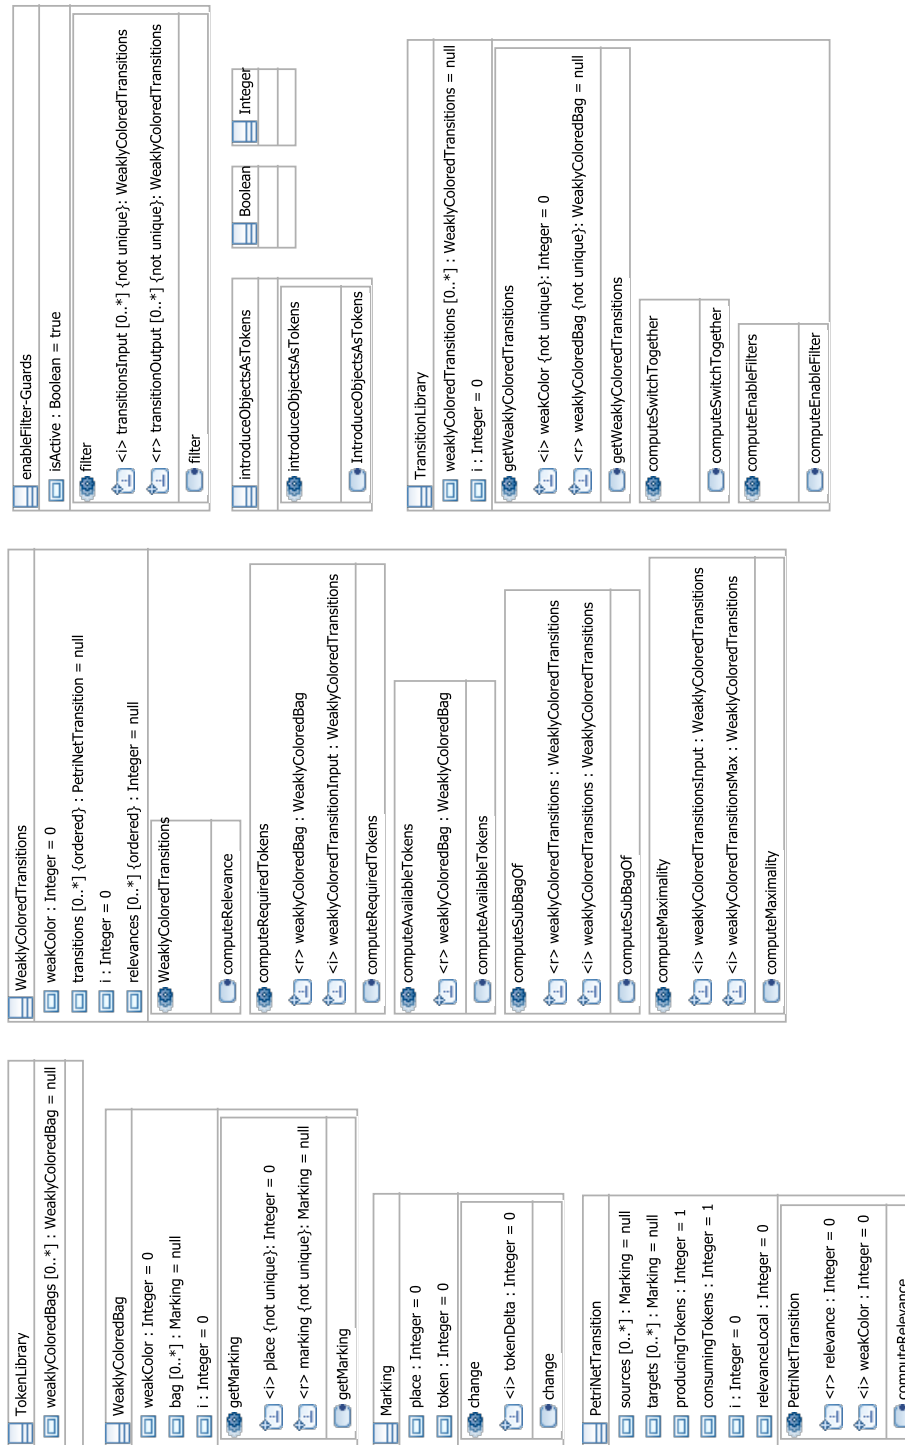 TokenLibrary
weaklyColoredBags [0..*] : WeaklyColoredBag = null
WeaklyColoredBag
weakColor : Integer = 0
bag [0..*] : Marking = null
i : Integer = 0
getMarking
<i> place {not unique}: Integer = 0
<r> marking {not unique}: Marking = null
getMarking
Marking
place : Integer = 0
token : Integer = 0
change
<i> tokenDelta : Integer = 0
change
PetriNetTransition
sources [0..*] : Marking = null
targets [0..*] : Marking = null
producingTokens : Integer = 1
consumingTokens : Integer = 1
i : Integer = 0
relevanceLocal : Integer = 0
PetriNetTransition
<r> relevance : Integer = 0
<i> weakColor : Integer = 0
computeRelevance
WeaklyColoredTransitions
weakColor : Integer = 0
transitions [0..*] {ordered} : PetriNetTransition = null
i : Integer = 0
relevances [0..*] {ordered} : Integer = null
WeaklyColoredTransitions
computeRelevance
computeRequiredTokens
<r> weaklyColoredBag : WeaklyColoredBag
<i> weaklyColoredTransitionInput : WeaklyColoredTransitions
computeRequiredTokens
computeAvailableTokens
<r> weaklyColoredBag : WeaklyColoredBag
computeAvailableTokens
computeSubBagOf
<r> weaklyColoredTransitions : WeaklyColoredTransitions
<i> weaklyColoredTransitions : WeaklyColoredTransitions
computeSubBagOf
computeMaximality
<i> weaklyColoredTransitionsInput : WeaklyColoredTransitions
<i> weaklyColoredTransitionsMax : WeaklyColoredTransitions
computeMaximality
enableFilter-Guards
isActive : Boolean = true
filter
<i> transitionsInput [0..*] {not unique}: WeaklyColoredTransitions
<r> transitionOutput [0..*] {not unique}: WeaklyColoredTransitions
filter
introduceObjectsAsTokens
introduceObjectsAsTokens
IntroduceObjectsAsTokens
Boolean
Integer
TransitionLibrary
weaklyColoredTransitions [0..*] : WeaklyColoredTransitions = null
i : Integer = 0
getWeaklyColoredTransitions
<i> weakColor {not unique}: Integer = 0
<r> weaklyColoredBag {not unique}: WeaklyColoredBag = null
getWeaklyColoredTransitions
computeSwitchTogether
computeSwitchTogether
computeEnableFilters
computeEnableFilter